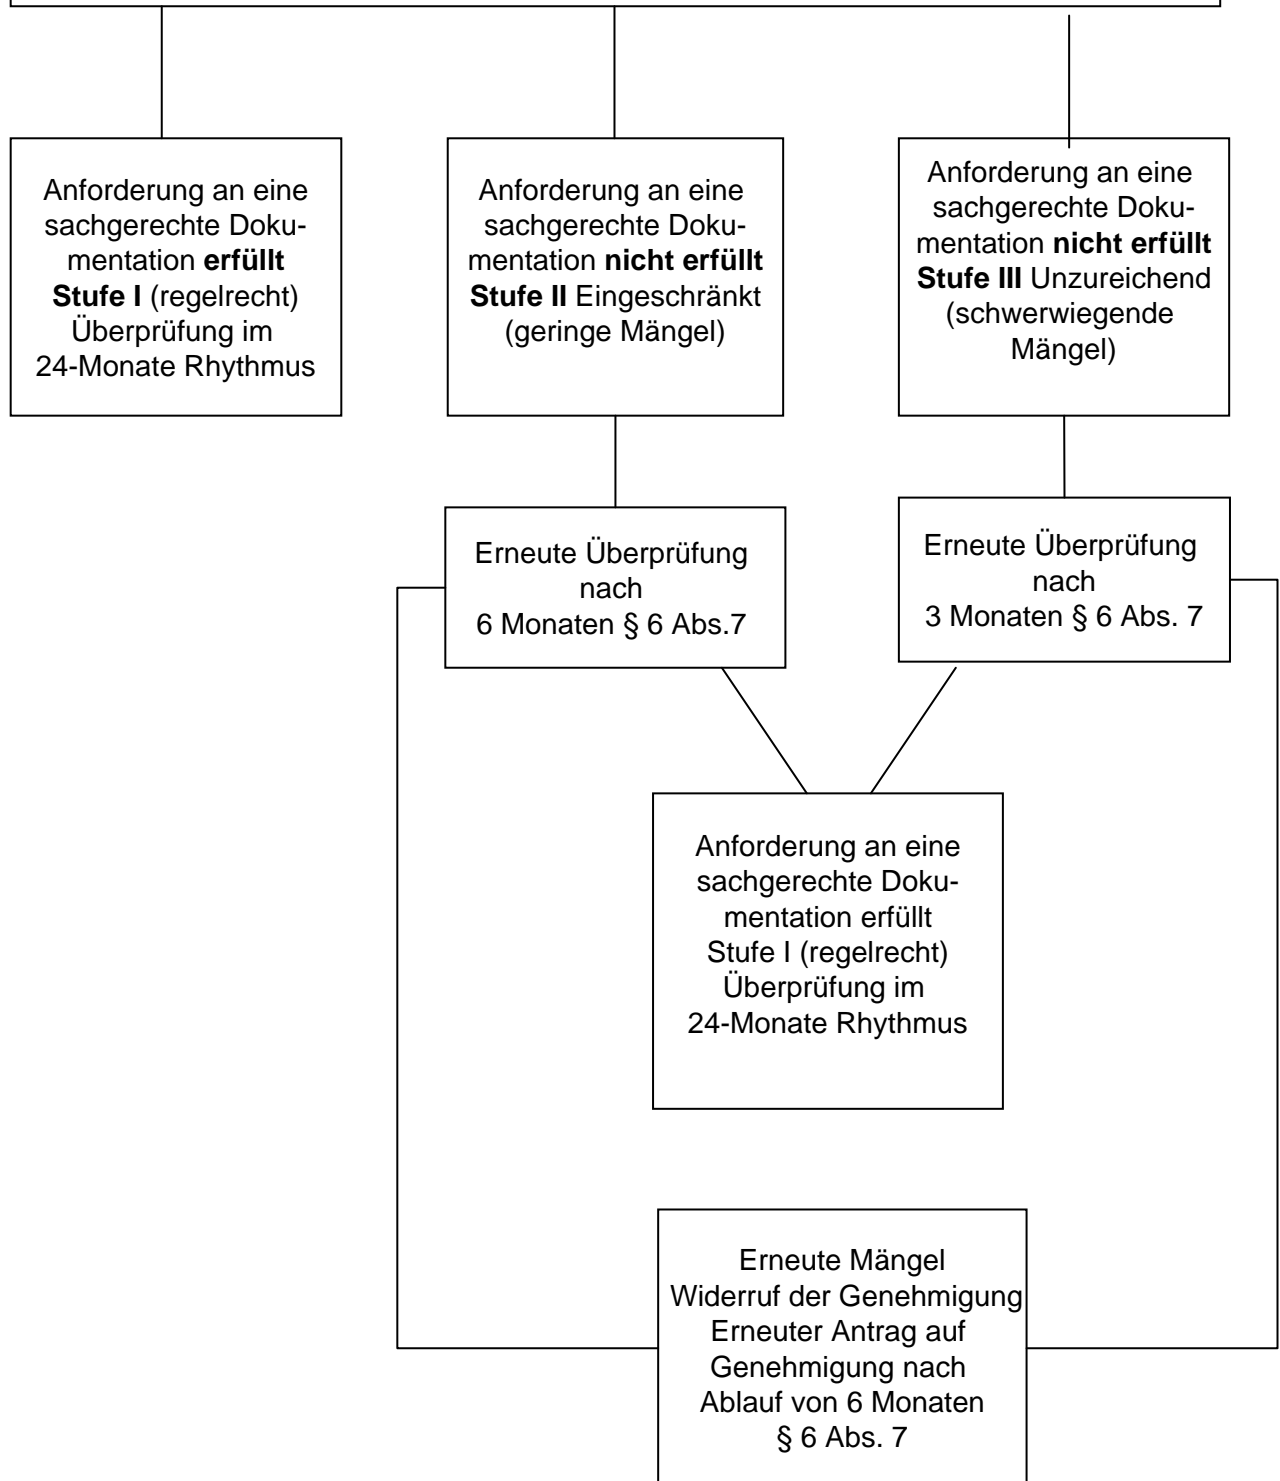 Anforderung an eine
sachgerechte Doku-
mentation erfüllt
Stufe I (regelrecht)
Überprüfung im
24-Monate Rhythmus
Anforderung an eine
sachgerechte Doku-
mentation nicht erfüllt
Stufe II Eingeschränkt
(geringe Mängel)
Anforderung an eine
sachgerechte Doku-
mentation nicht erfüllt
Stufe III Unzureichend
(schwerwiegende
Mängel)
Erneute Überprüfung
nach
6 Monaten § 6 Abs.7
Erneute Überprüfung
nach
3 Monaten § 6 Abs. 7
Anforderung an eine
sachgerechte Doku-
mentation erfüllt
Stufe I (regelrecht)
Überprüfung im
24-Monate Rhythmus
Erneute Mängel
Widerruf der Genehmigung
Erneuter Antrag auf
Genehmigung nach
Ablauf von 6 Monaten
§ 6 Abs. 7